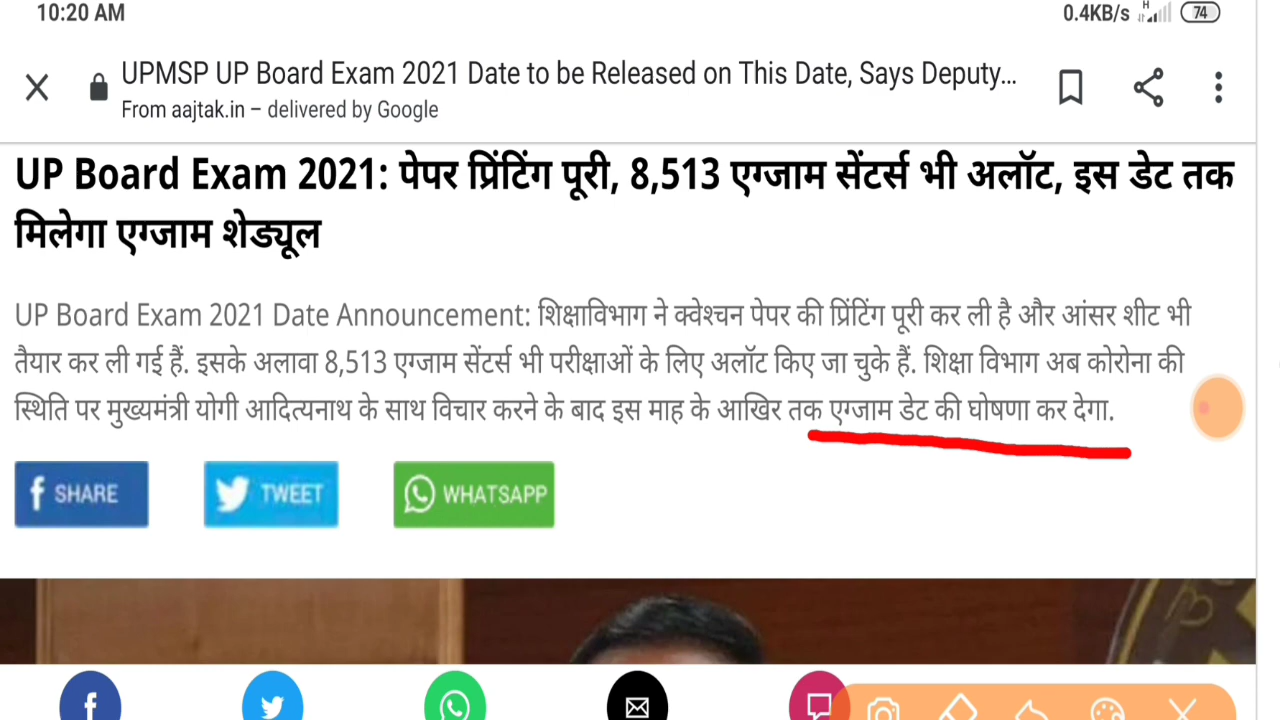 10:20 AM
0.4KB/s H 74
UPMSP UP Board Exam 2021 Date to be Released on This Date, Says Deputy...
From aajtak.in – delivered by Google
UP Board Exam 2021: पेपर प्रिंटिंग पूरी, 8,513 एग्जाम सेंटर्स भी अलॉट, इस डेट तक
मिलेगा एग्जाम शेड्यूल
UP Board Exam 2021 Date Announcement: शिक्षाविभाग ने क्वेश्चन पेपर की प्रिंटिंग पूरी कर ली है और आंसर शीट भी
तैयार कर ली गई हैं. इसके अलावा 8,513 एग्जाम सेंटर्स भी परीक्षाओं के लिए अलॉट किए जा चुके हैं. शिक्षा विभाग अब कोरोना की
स्थिति पर मुख्यमंत्री योगी आदित्यनाथ के साथ विचार करने के बाद इस माह के आखिर तक एग्जाम डेट की घोषणा कर देगा.
SHARE TWEET WHATSAPP